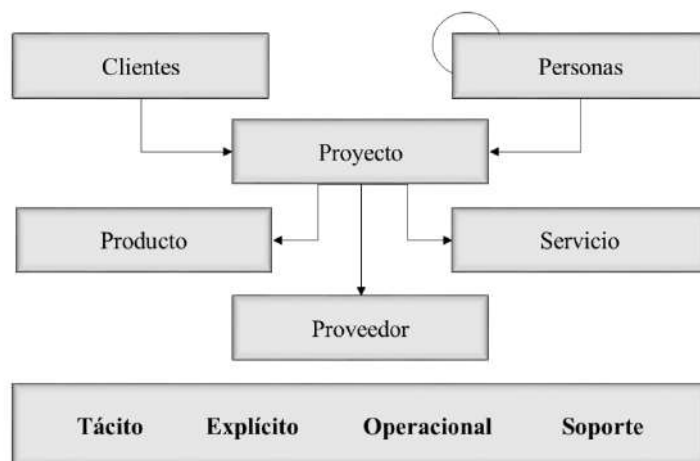 Clientes
Personas
Proyecto
Producto
Servicio
Proveedor
Tácito Explícito Operacional Soporte